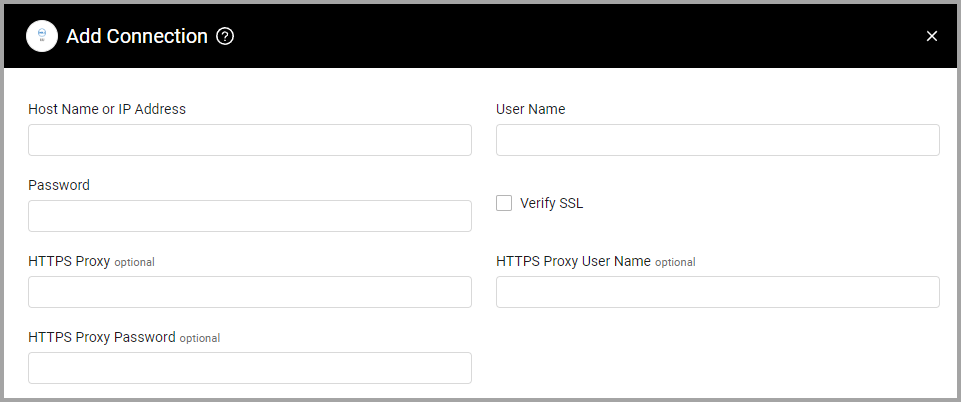 Add Connection ?
Host Name or IP Address
User Name
Password
Verify SSL
HTTPS Proxy optional
HTTPS Proxy User Name optional
HTTPS Proxy Password optional